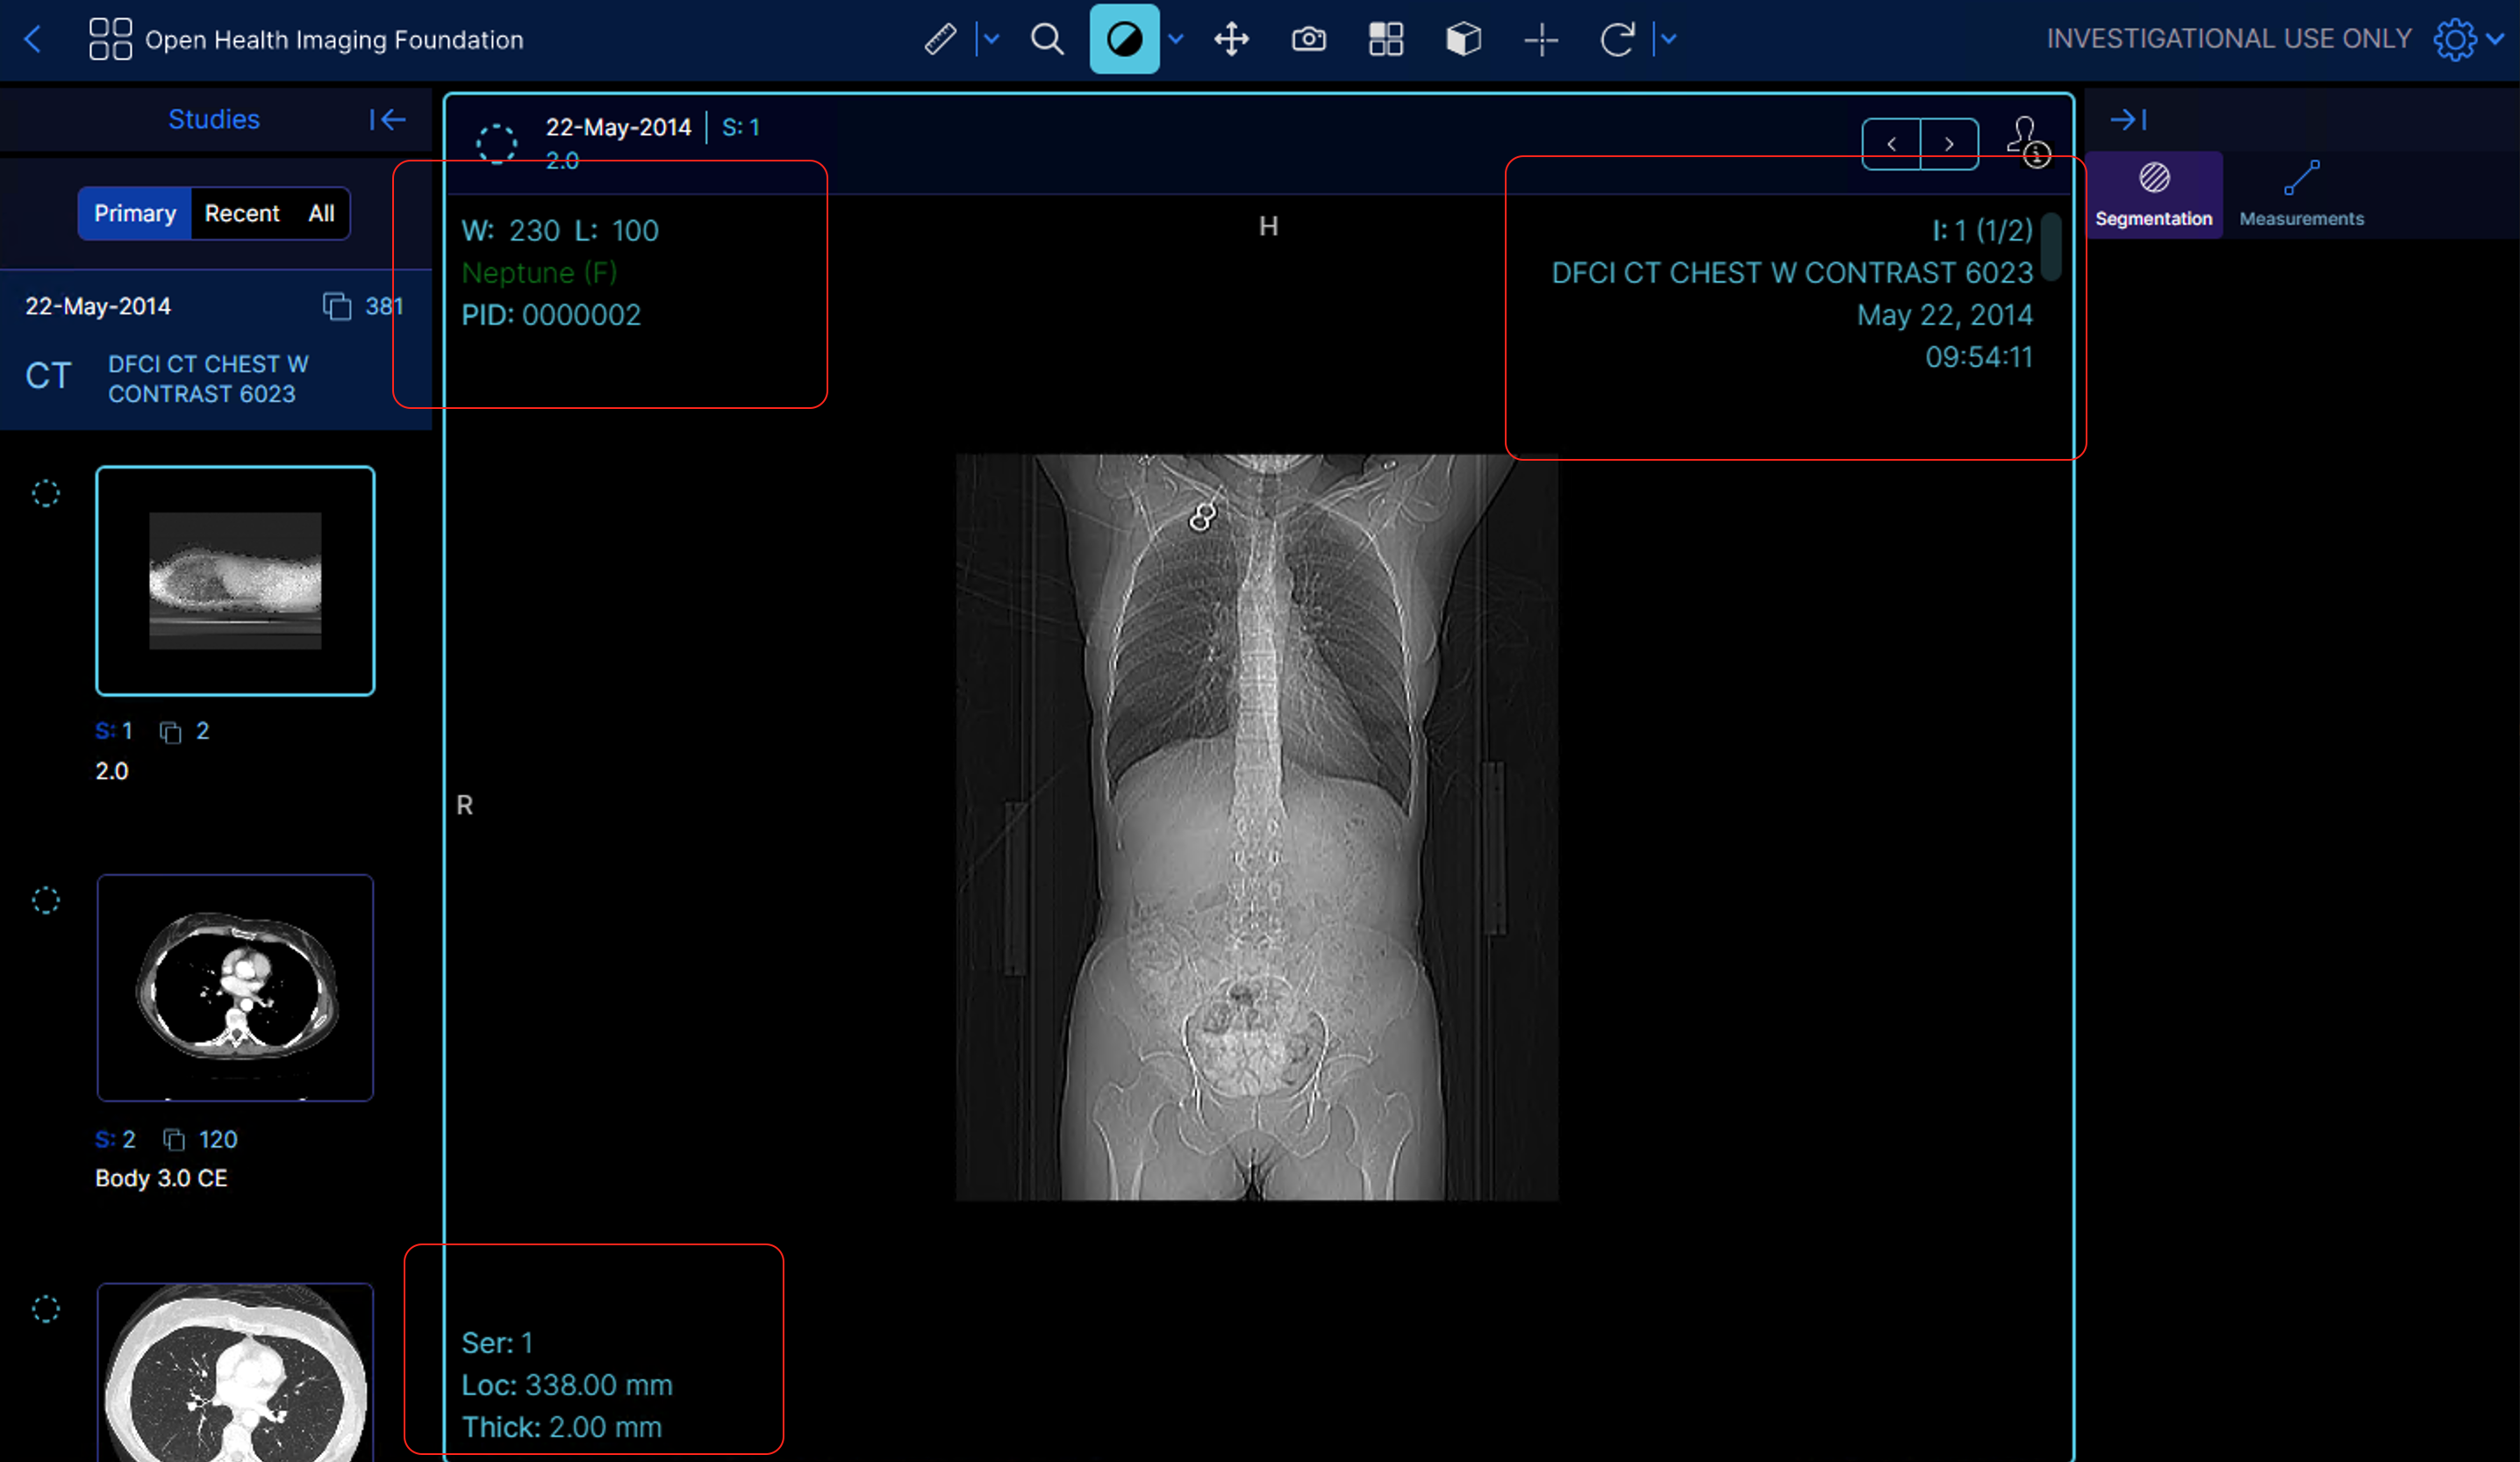 Open Health Imaging Foundation
INVESTIGATIONAL USE ONLY
Studies
Primary Recent All
22-May-2014 381
CT
DFCI CT CHEST W
CONTRAST 6023
S: 1 2
2.0
S: 2 120
Body 3.0 CE
22-May-2014 S: 1
2.0
W: 230 L: 100
Neptune (F)
PID: 0000002
H
I: 1 (1/2)
DFCI CT CHEST W CONTRAST 6023
May 22, 2014
09:54:11
R
Ser: 1
Loc: 338.00 mm
Thick: 2.00 mm
Segmentation
Measurements